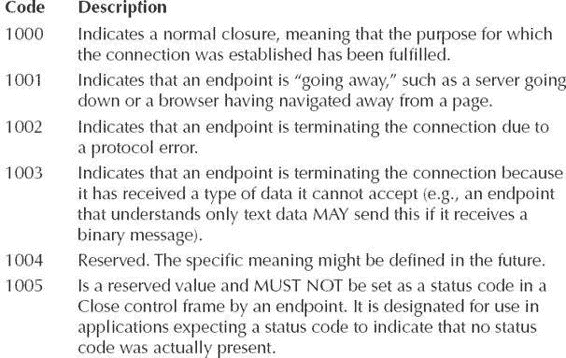 Code Description
1000 Indicates a normal closure, meaning that the purpose for which
the connection was established has been fulfilled.
1001 Indicates that an endpoint is “going away,” such as a server going
down or a browser having navigated away from a page.
1002 Indicates that an endpoint is terminating the connection due to
a protocol error.
1003 Indicates that an endpoint is terminating the connection because
it has received a type of data it cannot accept (e.g., an endpoint
that understands only text data MAY send this if it receives a
binary message).
1004 Reserved. The specific meaning might be defined in the future.
1005 Is a reserved value and MUST NOT be set as a status code in a
Close control frame by an endpoint. It is designated for use in
applications expecting a status code to indicate that no status
code was actually present.